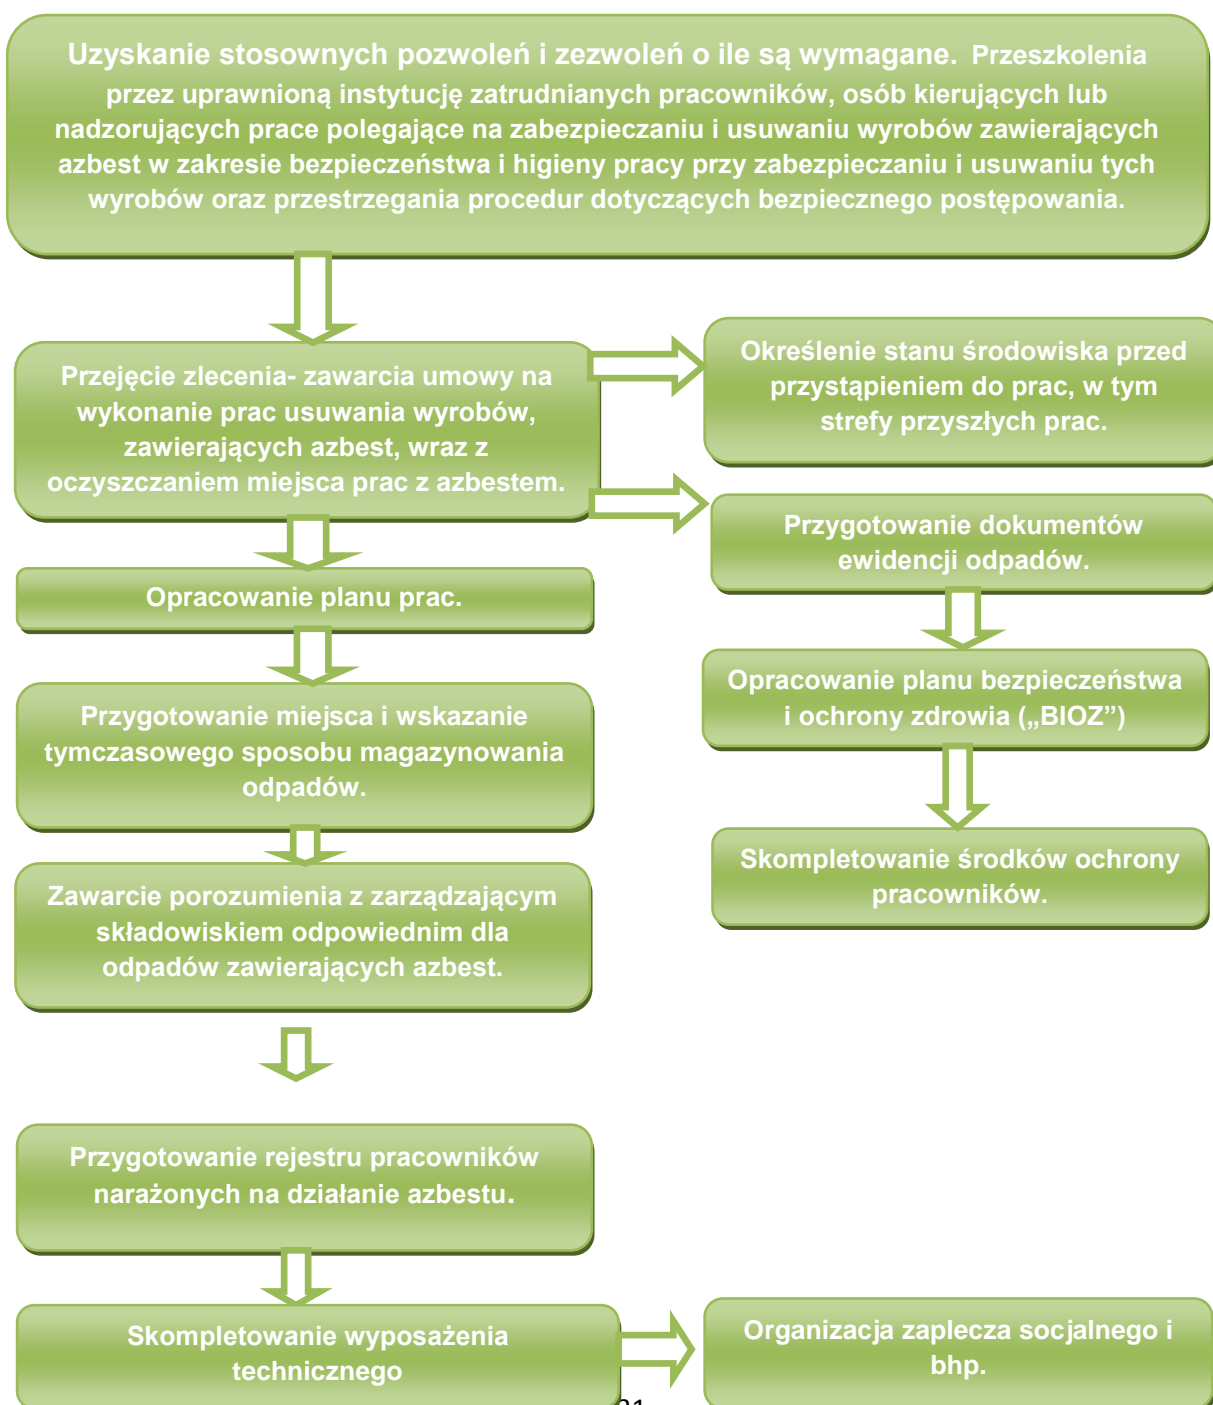 Uzyskanie stosownych pozwoleń i zezwoleń o ile są wymagane. Przeszkolenia
przez uprawnioną instytucję zatrudnianych pracowników, osób kierujących lub
nadzorujących prace polegające na zabezpieczaniu i usuwaniu wyrobów zawierających
azbest w zakresie bezpieczeństwa i higieny pracy przy zabezpieczaniu i usuwaniu tych
wyrobów oraz przestrzegania procedur dotyczących bezpiecznego postępowania.
Przejęcie zlecenia- zawarcia umowy na
wykonanie prac usuwania wyrobów,
zawierających azbest, wraz z
oczyszczaniem miejsca prac z azbestem.
Określenie stanu środowiska przed
przystąpieniem do prac, w tym
strefy przyszłych prac.
Przygotowanie dokumentów
ewidencji odpadów.
Opracowanie planu prac.
Opracowanie planu bezpieczeństwa
i ochrony zdrowia („BIOZ”)
Przygotowanie miejsca i wskazanie
tymczasowego sposobu magazynowania
odpadów.
Skompletowanie środków ochrony
pracowników.
Zawarcie porozumienia z zarządzającym
składowiskiem odpowiednim dla
odpadów zawierających azbest.
Przygotowanie rejestru pracowników
narażonych na działanie azbestu.
Skompletowanie wyposażenia
technicznego
Organizacja zaplecza socjalnego i
bhp.